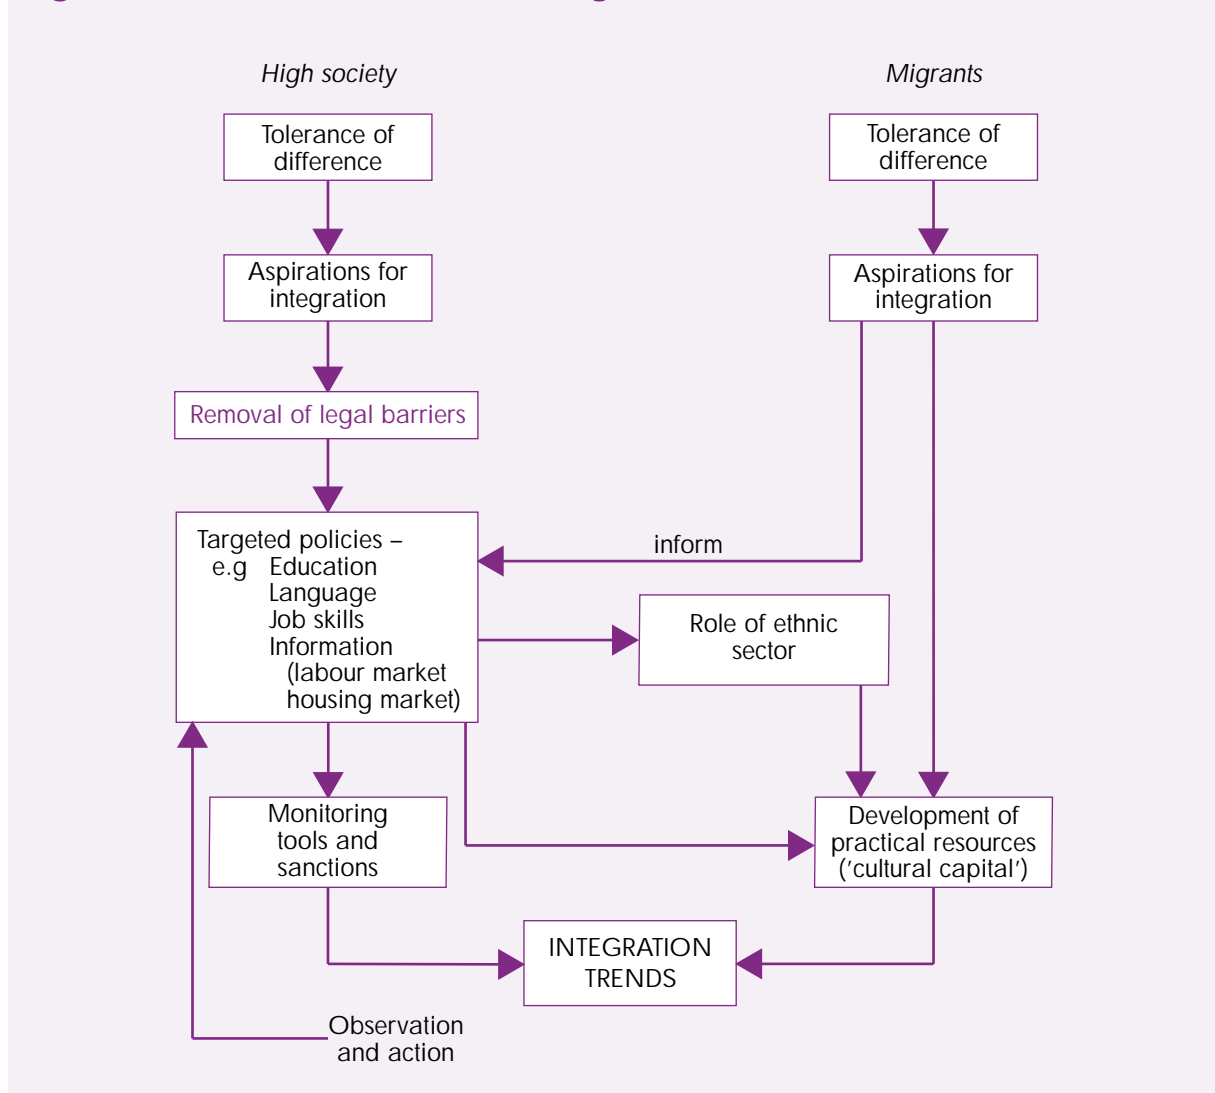 High society
Migrants
Tolerance of
difference
Tolerance of
difference
Aspirations for
integration
Aspirations for
integration
Removal of legal barriers
Targeted policies –
e.g Education
Language
Job skills
Information
(labour market
housing market)
inform
Role of ethnic
sector
Monitoring
tools and
sanctions
Development of
practical resources
('cultural capital')
INTEGRATION
TRENDS
Observation
and action